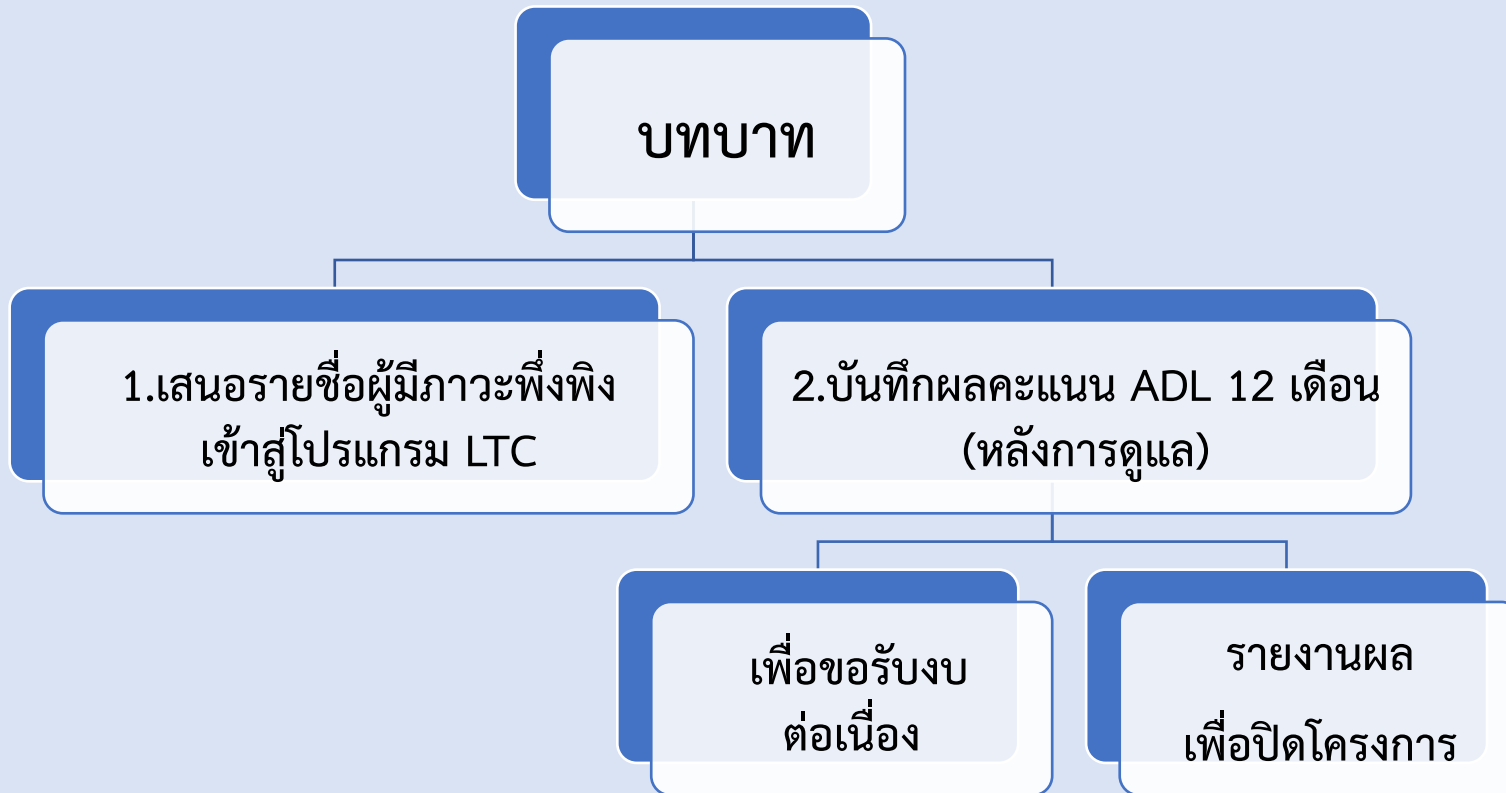 บทบาท
1.เสนอรายชื่อผู้มีภาวะพึ่งพิง
เข้าสู่โปรแกรม LTC
2.บันทึกผลคะแนน ADL 12 เดือน
(หลังการดูแล)
เพื่อขอรับงบ
ต่อเนื่อง
รายงานผล
เพื่อปิดโครงการ